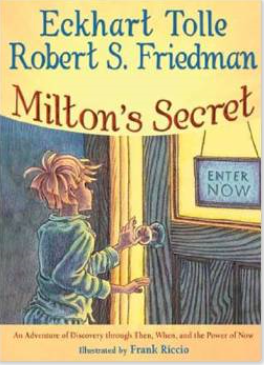 Eckhart Tolle
Robert S. Friedman
Milton's Secret
ENTER
NOW
An Adventure of Discovery through Then, When, and the Power of Now
Illustrated by Frank Riccio